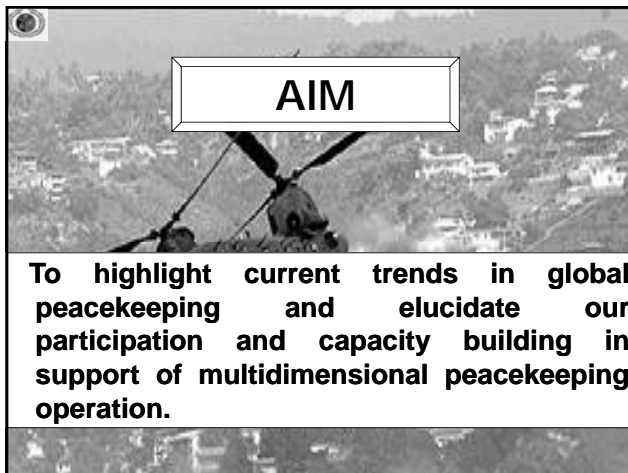 AIM
To highlight current trends in global
peacekeeping and elucidate our
participation and capacity building in
support of multidimensional peacekeeping
operation.